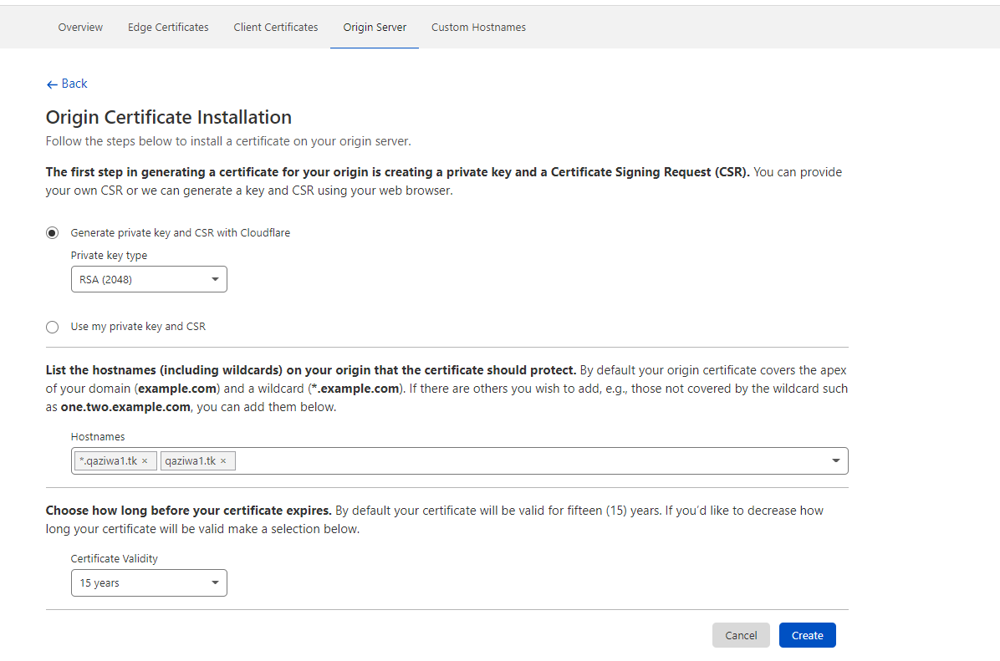 Overview Edge Certificates Client Certificates Origin Server Custom Hostnames
← Back
Origin Certificate Installation
Follow the steps below to install a certificate on your origin server.
The first step in generating a certificate for your origin is creating a private key and a Certificate Signing Request (CSR). You can provide
your own CSR or we can generate a key and CSR using your web browser.
Generate private key and CSR with Cloudflare
Private key type
RSA (2048)
Use my private key and CSR
List the hostnames (including wildcards) on your origin that the certificate should protect. By default your origin certificate covers the apex
of your domain (example.com) and a wildcard (*.example.com). If there are others you wish to add, e.g., those not covered by the wildcard such
as one.two.example.com, you can add them below.
Hostnames
*.qaziwa1.tk × qaziwa1.tk ×
Choose how long before your certificate expires. By default your certificate will be valid for fifteen (15) years. If you'd like to decrease how
long your certificate will be valid make a selection below.
Certificate Validity
15 years
Cancel Create